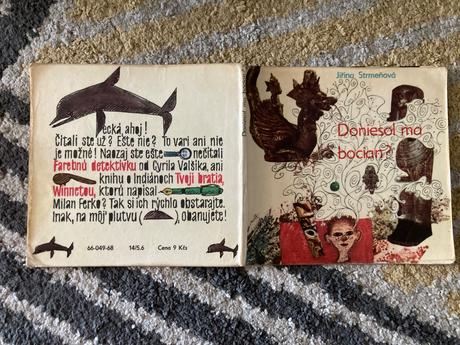 ecká, ahoj!
Čítali ste už? Ešte nie? To vari ani nie
je možné! Naozaj ste ešte nečítali
Farebnú detektívku od Cyrila Valšíka, ani
knihu o Indiánoch Tvoji bratia,
Winnetou, ktorú napísal
Milan Ferko? Tak si ich rýchlo obstarajte.
Inak, na moju plutvu ( ), obanujete!
66-049-68 14/5.6 Cena 9 Kčs
Jiřina Strmeňová
Doniesol ma
bocian?